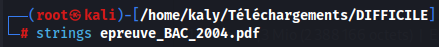 ┌──(root㉿kali)-[/home/kaly/Téléchargements/DIFFICILE]
└─# strings epreuve_BAC_2004.pdf